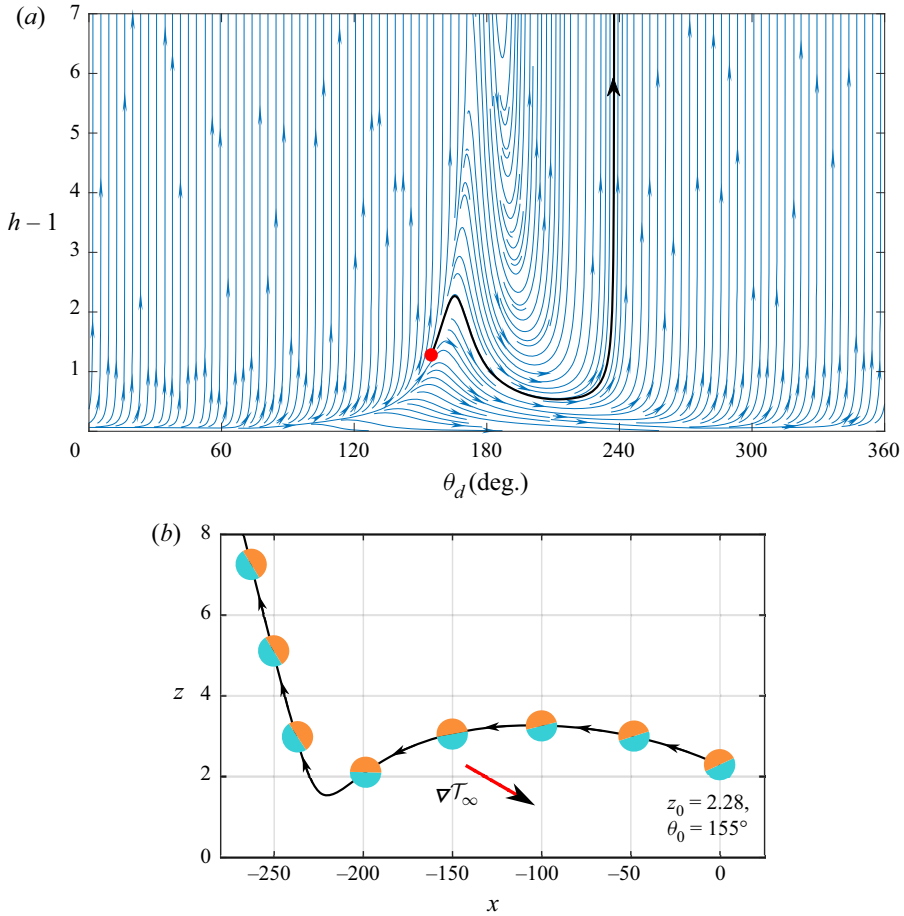 (a)
7
6
5
4
h – 1
3
2
1
0 60 120 180 240 300 360
θd (deg.)
(b)
8
6
z 4
2
0
∇T∞
z0 = 2.28,
θ0 = 155°
–250 –200 –150 –100 –50 0
x